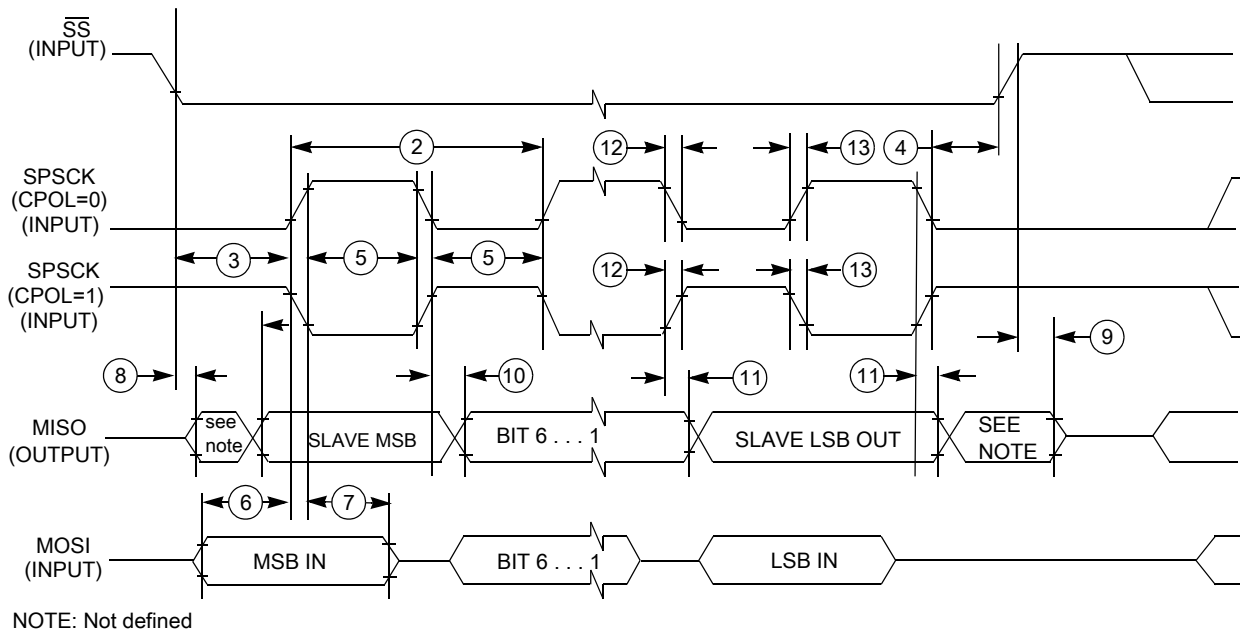 SS
(INPUT)
2
12
13
4
SPSCK
(CPOL=0)
(INPUT)
3
5
5
SPSCK
(CPOL=1)
(INPUT)
12
13
8
10
11
11
9
MISO
(OUTPUT)
see
note
SLAVE MSB
BIT 6 . . . 1
SLAVE LSB OUT
SEE
NOTE
6
7
MOSI
(INPUT)
MSB IN
BIT 6 . . . 1
LSB IN
NOTE: Not defined